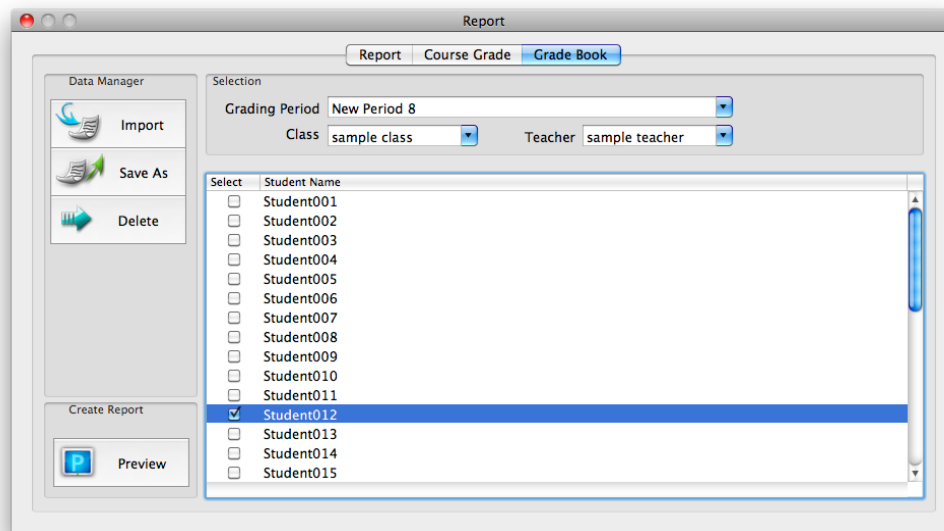 Report
Report Course Grade Grade Book
Data Manager
Import
Save As
Delete
Selection
Grading Period New Period 8
Class sample class Teacher sample teacher
Select Student Name
Student001
Student002
Student003
Student004
Student005
Student006
Student007
Student008
Student009
Student010
Student011
Student012
Student013
Student014
Student015
Create Report
P Preview